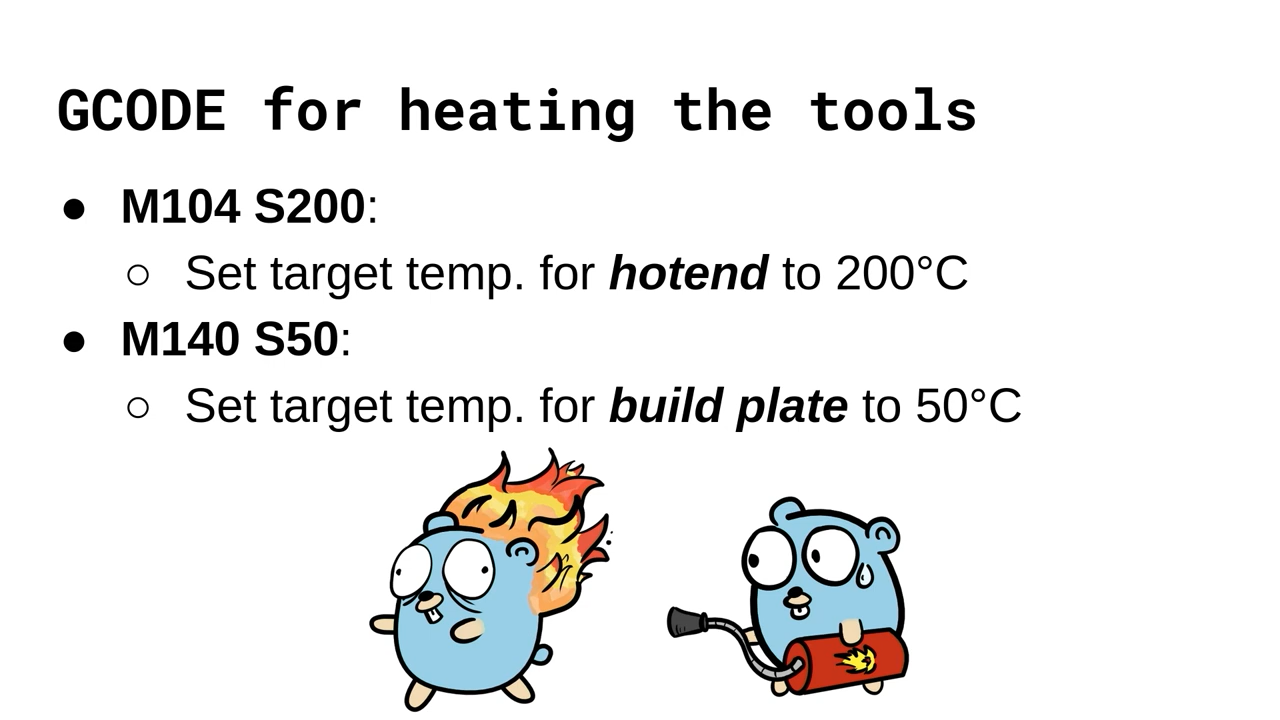 GCODE for heating the tools
● M104 S200:
○ Set target temp. for hotend to 200°C
● M140 S50:
○ Set target temp. for build plate to 50°C